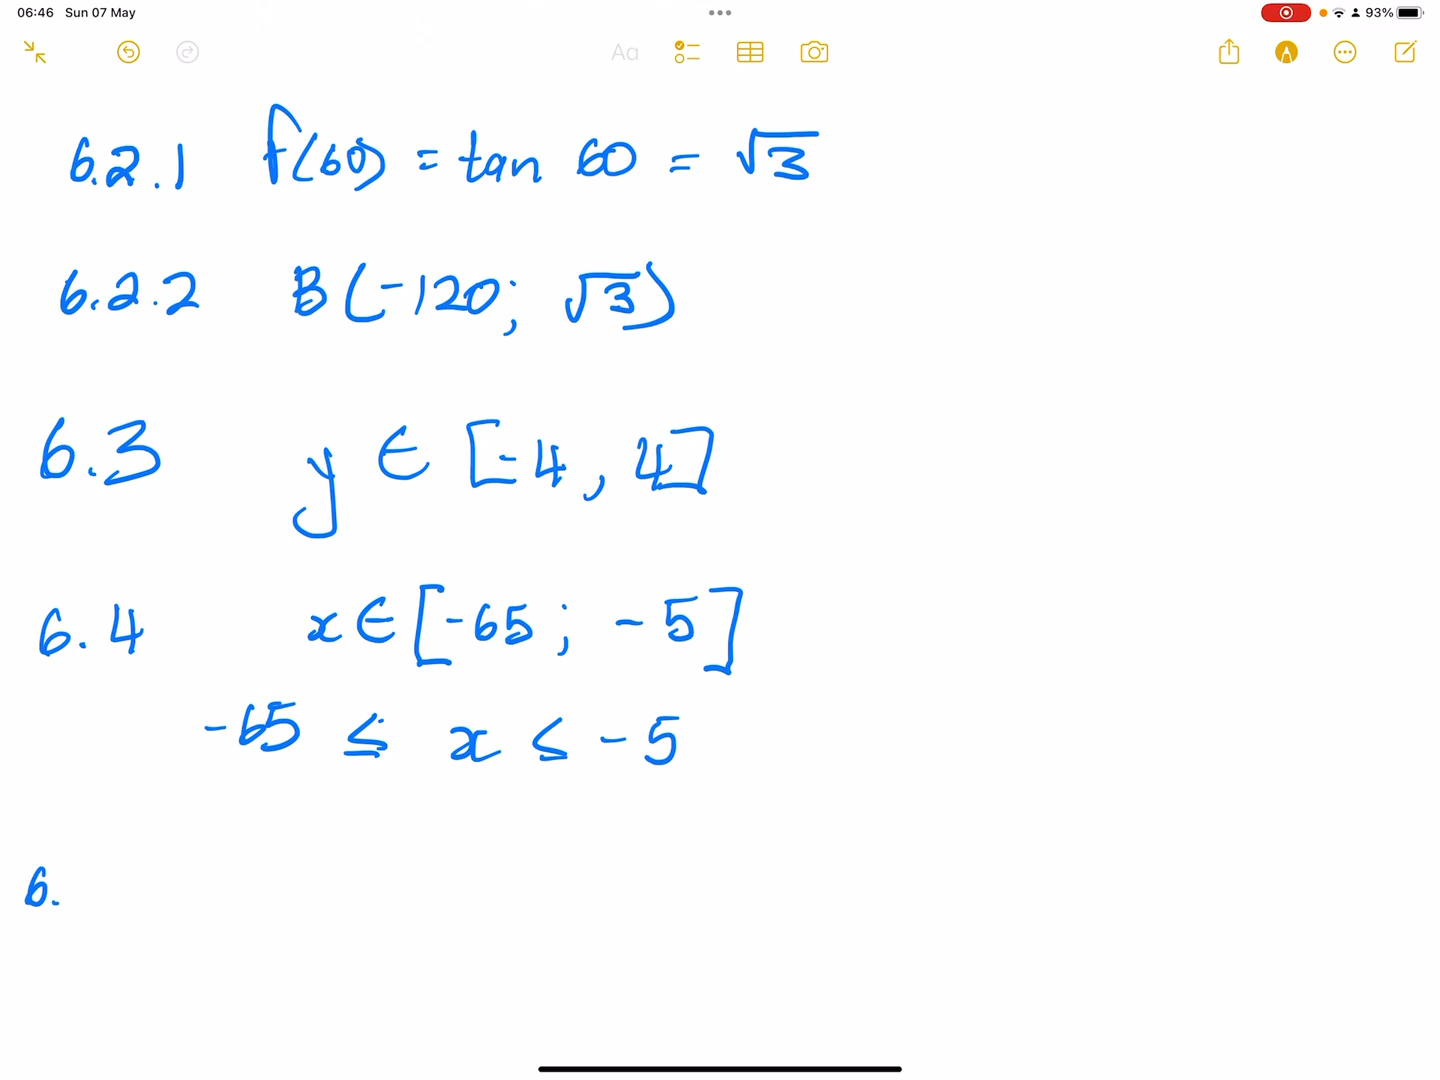 06:46 Sun 07 May
93%
Aa
6.2.1 f(60) = tan 60 = √3
6.2.2 B(-120; √3)
6.3 y ∈ [-4, 4]
6.4 x ∈ [-65; -5]
-65 ≤ x ≤ -5
6.